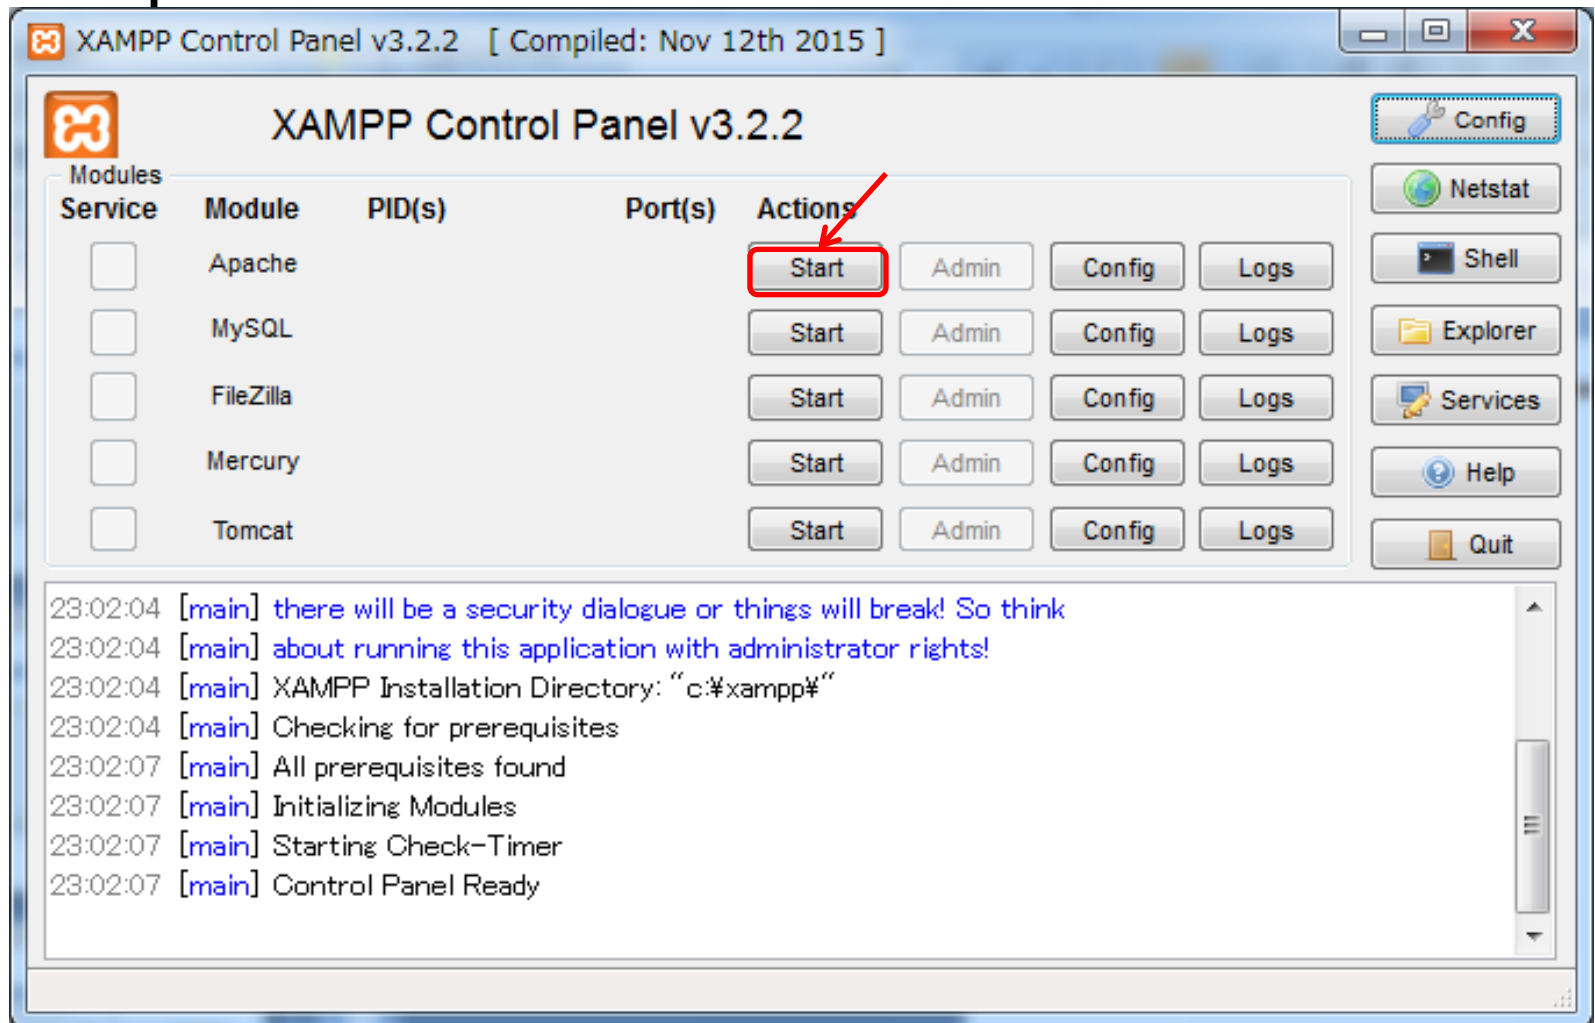 XAMPP Control Panel v3.2.2 [ Compiled: Nov 12th 2015 ]
XAMPP Control Panel v3.2.2
Config
Modules
Service Module PID(s) Port(s) Actions
Netstat
Apache Start Admin Config Logs
Shell
MySQL Start Admin Config Logs
Explorer
FileZilla Start Admin Config Logs
Services
Mercury Start Admin Config Logs
Help
Tomcat Start Admin Config Logs
Quit
23:02:04 [main] there will be a security dialogue or things will break! So think
23:02:04 [main] about running this application with administrator rights!
23:02:04 [main] XAMPP Installation Directory: "c:¥xampp¥"
23:02:04 [main] Checking for prerequisites
23:02:07 [main] All prerequisites found
23:02:07 [main] Initializing Modules
23:02:07 [main] Starting Check-Timer
23:02:07 [main] Control Panel Ready